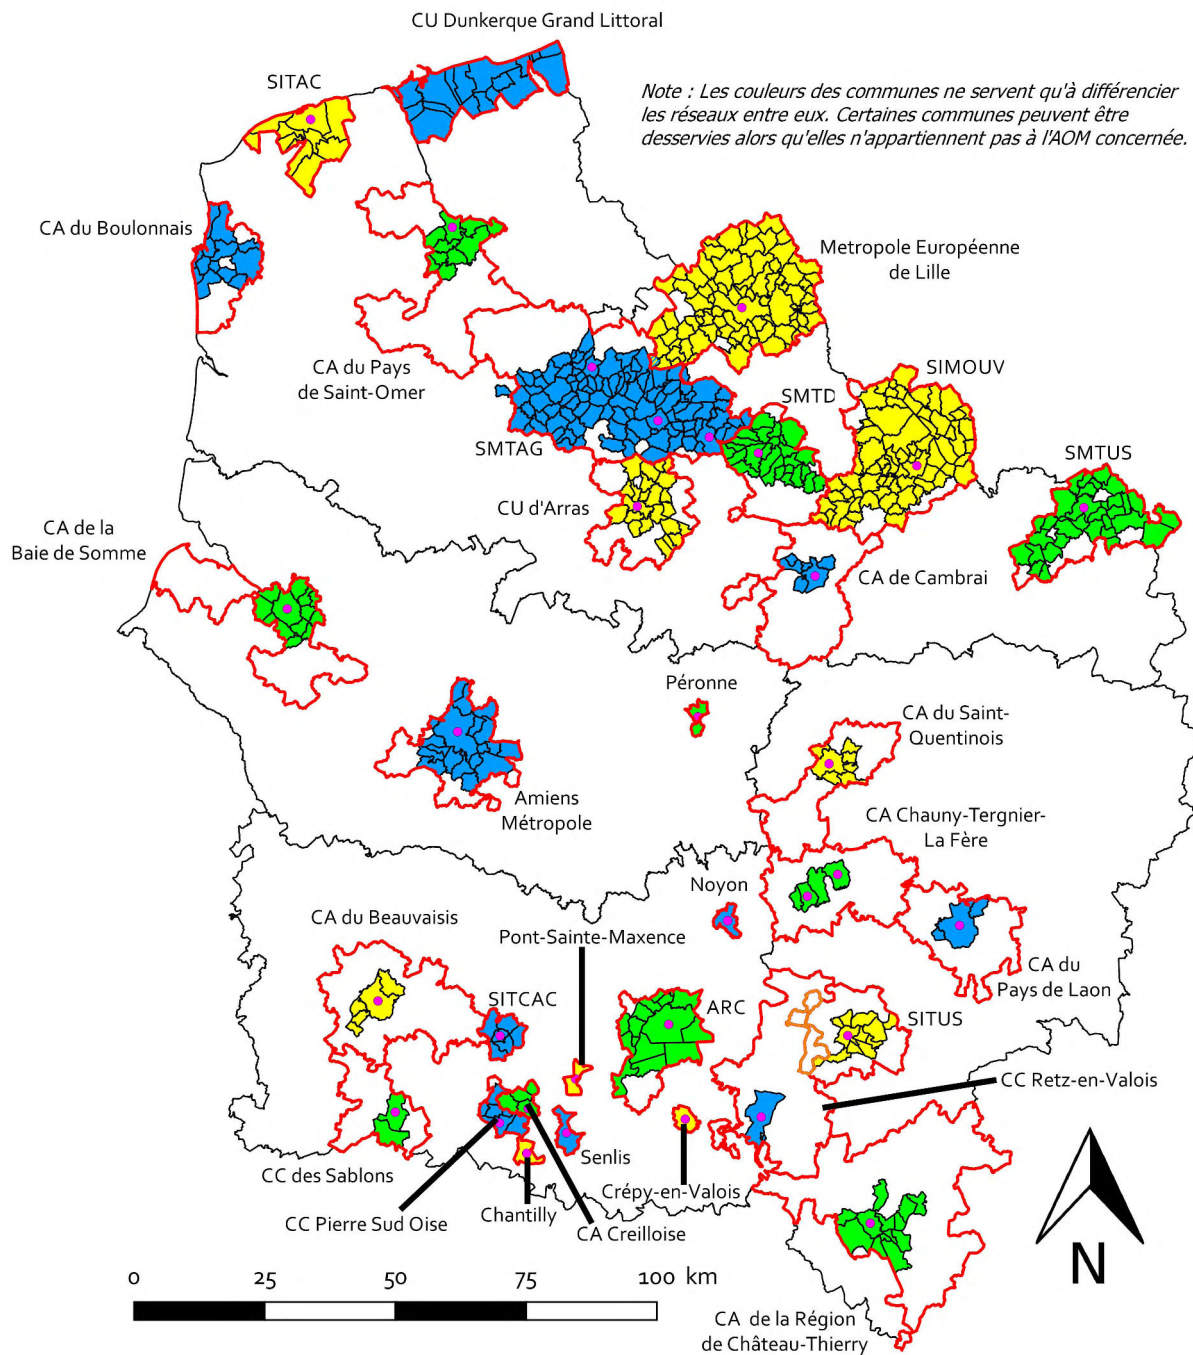 CU Dunkerque Grand Littoral
SITAC
Note : Les couleurs des communes ne servent qu'à différencier
les réseaux entre eux. Certaines communes peuvent être
desservies alors qu'elles n'appartiennent pas à l'AOM concernée.
CA du Boulonnais
Metropole Européenne
de Lille
CA du Pays
de Saint-Omer
SIMOUV
SMTD
SMTAG
SMTUS
CU d'Arras
CA de la
Baie de Somme
CA de Cambrai
Péronne
CA du Saint-
Quentinois
Amiens
Métropole
CA Chauny-Tergnier-
La Fère
Noyon
CA du Beauvaisis
Pont-Sainte-Maxence
CA du
Pays de Laon
SITCAC
ARC
SITUS
CC Retz-en-Valois
CC des Sablons
Senlis
Crépy-en-Valois
CC Pierre Sud Oise
Chantilly
CA Creilloise
N
0 25 50 75 100 km
CA de la Région
de Château-Thierry